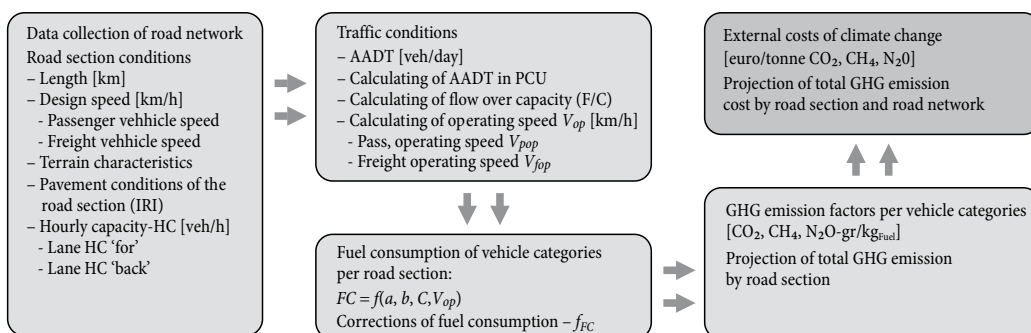 Data collection of road network
Road section conditions
– Length [km]
– Design speed [km/h]
- Passenger vehhicle speed
- Freight vehhicle speed
– Terrain characteristics
– Pavement conditions of the
road section (IRI)
– Hourly capacity-HC [veh/h]
- Lane HC ‘for’
- Lane HC ‘back’
Traffic conditions
– AADT [veh/day]
– Calculating of AADT in PCU
– Calculating of flow over capacity (F/C)
– Calculating of operating speed Vop [km/h]
- Pass, operating speed Vpop
- Freight operating speed Vfop
Fuel consumption of vehicle categories
per road section:
FC = f(a, b, C,Vop)
Corrections of fuel consumption – fFC
GHG emission factors per vehicle categories
[CO₂, CH₄, N₂O-gr/kgFuel]
Projection of total GHG emission
by road section
External costs of climate change
[euro/tonne CO₂, CH₄, N₂0]
Projection of total GHG emission
cost by road section and road network